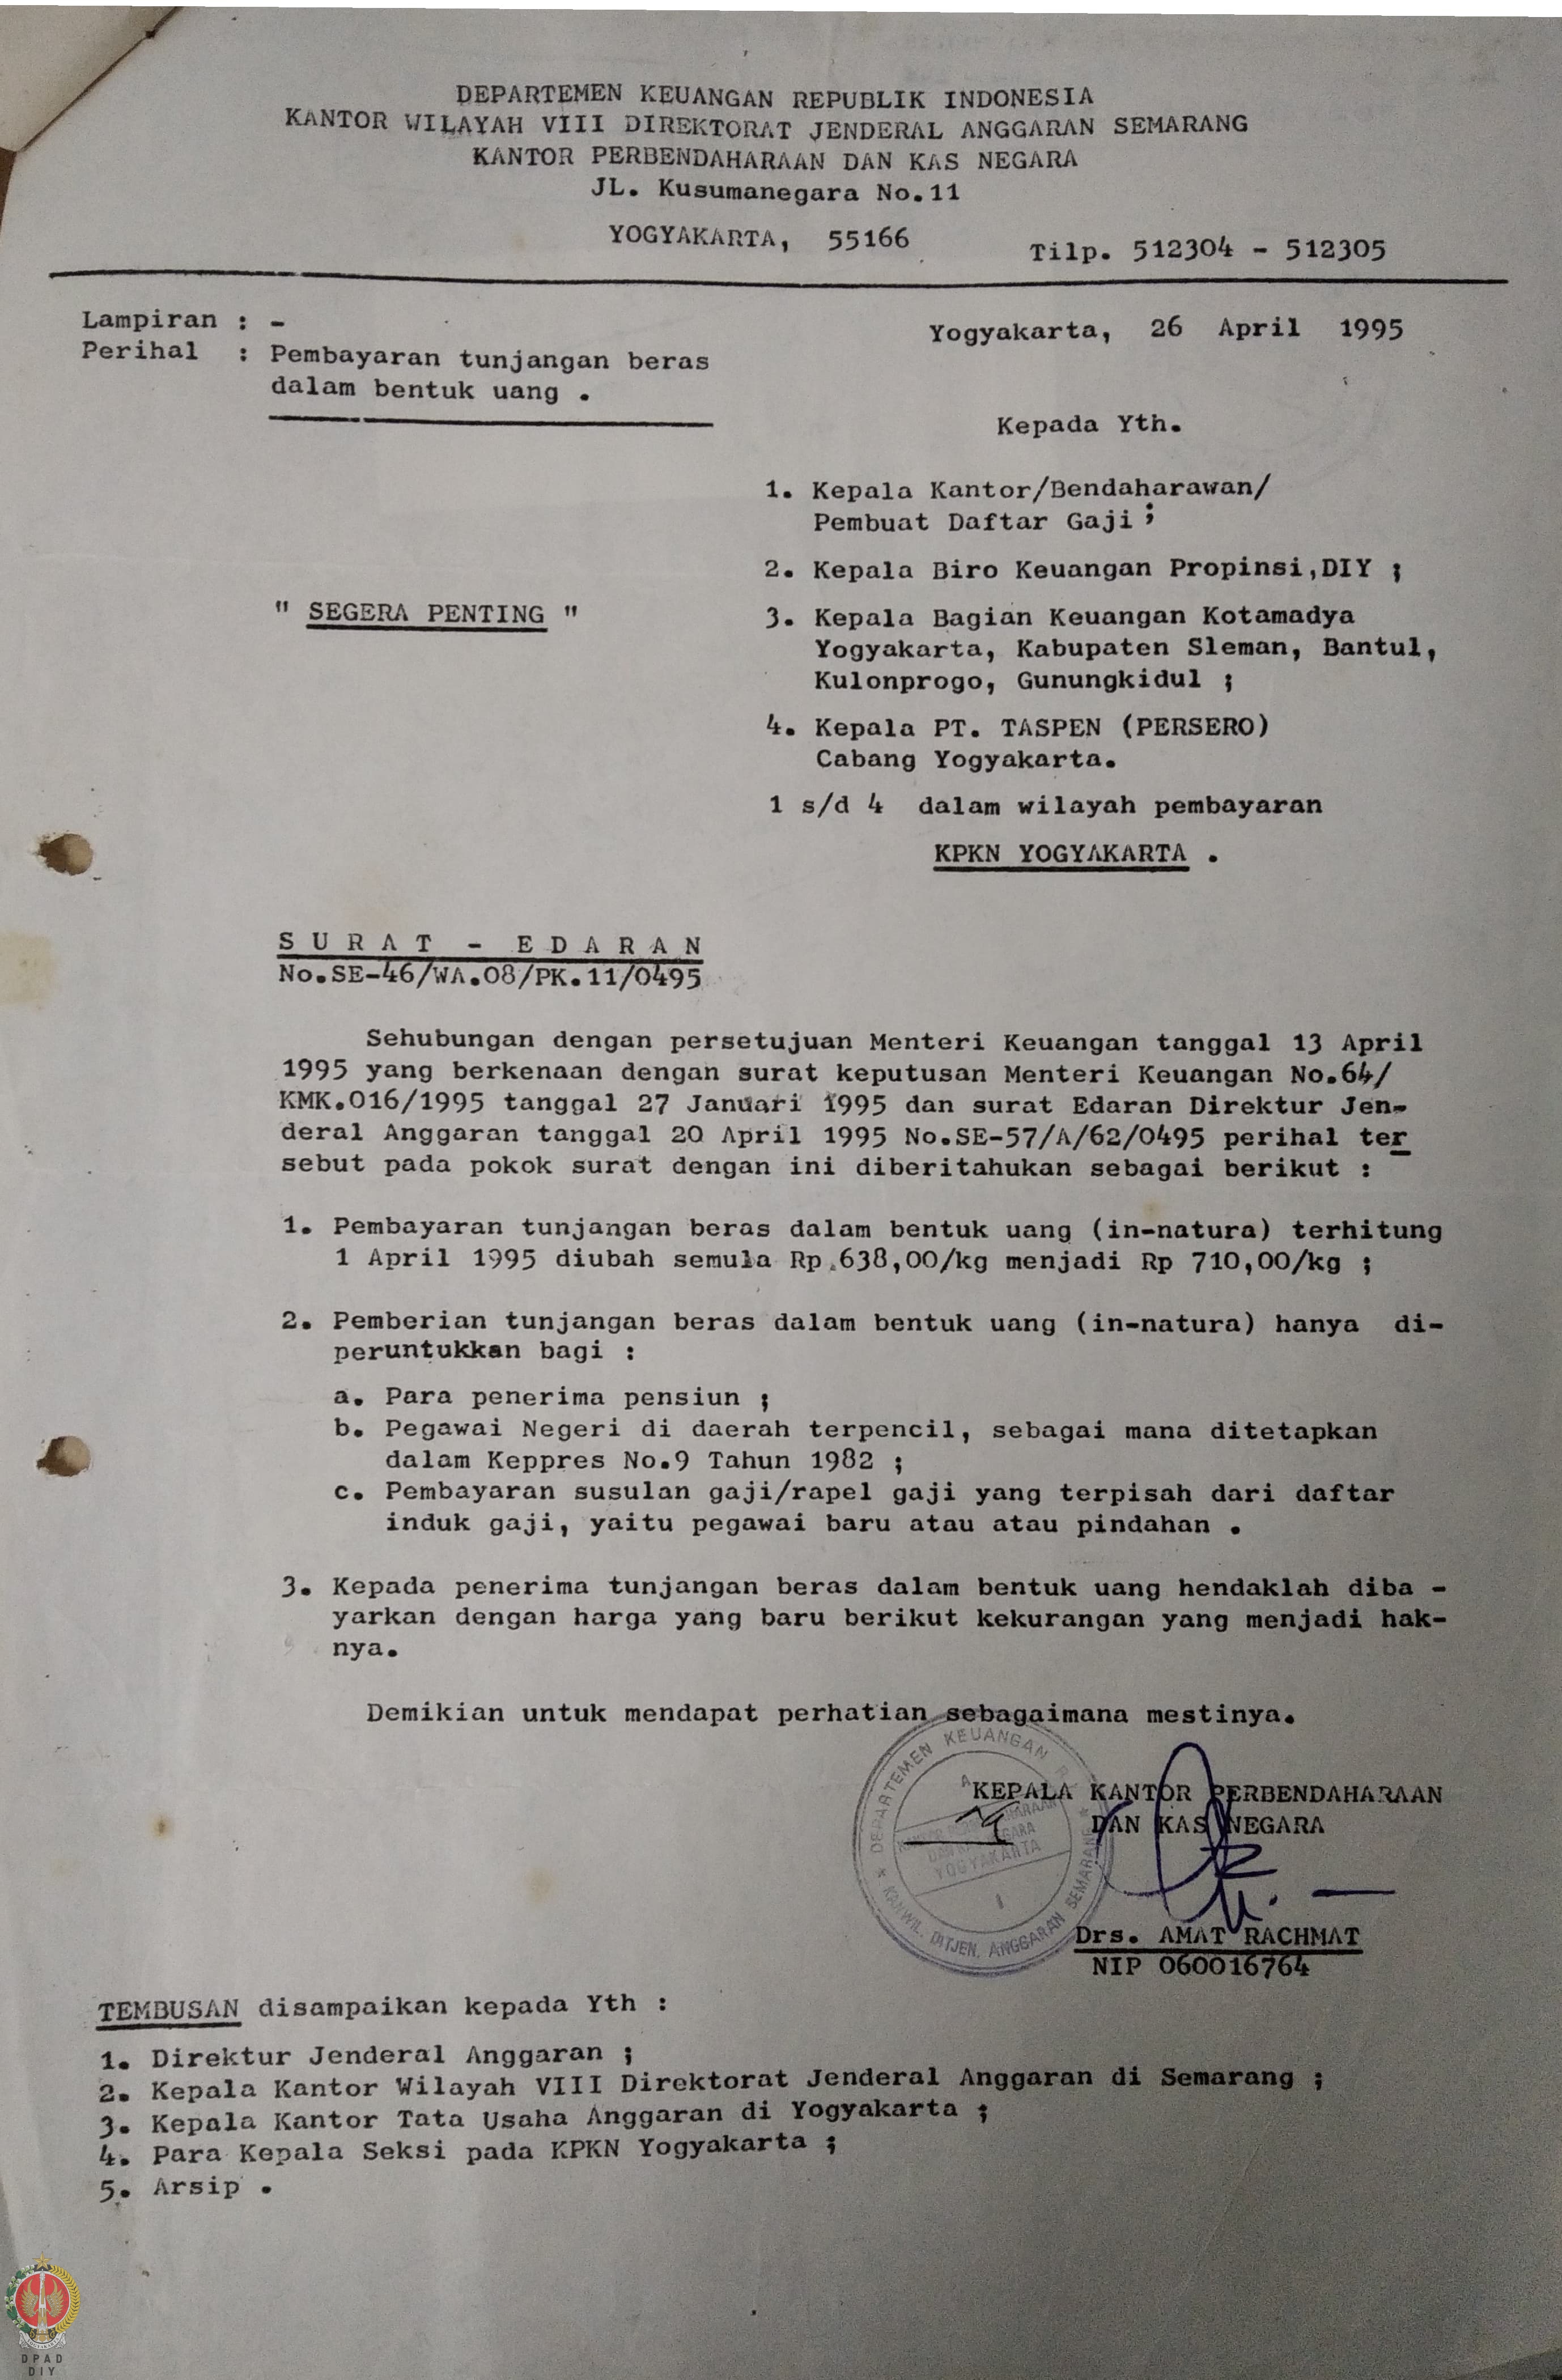 DEPARTEMEN KEUANGAN REPUBLIK INDONESIA
KANTOR WILAYAH VIII DIREKTORAT JENDERAL ANGGARAN SEMARANG
KANTOR PERBENDAHARAAN DAN KAS NEGARA
JL. Kusumanegara No.11
YOGYAKARTA, 55166
Tilp. 512304 - 512305
Lampiran : -
Yogyakarta, 26 April 1995
Perihal : Pembayaran tunjangan beras
dalam bentuk uang .
Kepada Yth.
1. Kepala Kantor/Bendaharawan/
Pembuat Daftar Gaji ;
2. Kepala Biro Keuangan Propinsi,DIY ;
" SEGERA PENTING "
3. Kepala Bagian Keuangan Kotamadya
Yogyakarta, Kabupaten Sleman, Bantul,
Kulonprogo, Gunungkidul ;
4. Kepala PT. TASPEN (PERSERO)
Cabang Yogyakarta.
1 s/d 4 dalam wilayah pembayaran
KPKN YOGYAKARTA .
S U R A T - E D A R A N
No.SE-46/WA.08/PK.11/0495
Sehubungan dengan persetujuan Menteri Keuangan tanggal 13 April
1995 yang berkenaan dengan surat keputusan Menteri Keuangan No.64/
KMK.016/1995 tanggal 27 Januari 1995 dan surat Edaran Direktur Jen-
deral Anggaran tanggal 20 April 1995 No.SE-57/A/62/0495 perihal ter
sebut pada pokok surat dengan ini diberitahukan sebagai berikut :
1. Pembayaran tunjangan beras dalam bentuk uang (in-natura) terhitung
1 April 1995 diubah semula Rp.638,00/kg menjadi Rp 710,00/kg ;
2. Pemberian tunjangan beras dalam bentuk uang (in-natura) hanya di-
peruntukkan bagi :
a. Para penerima pensiun ;
b. Pegawai Negeri di daerah terpencil, sebagai mana ditetapkan
dalam Keppres No.9 Tahun 1982 ;
c. Pembayaran susulan gaji/rapel gaji yang terpisah dari daftar
induk gaji, yaitu pegawai baru atau atau pindahan .
3. Kepada penerima tunjangan beras dalam bentuk uang hendaklah diba -
yarkan dengan harga yang baru berikut kekurangan yang menjadi hak-
nya.
Demikian untuk mendapat perhatian sebagaimana mestinya.
KEPALA KANTOR PERBENDAHARAAN
DAN KAS NEGARA
DEPARTEMEN KEUANGAN R.I.
YOGYAKARTA
KANWIL. DITJEN. ANGGARAN SEMARANG
Drs. AMAT RACHMAT
NIP 060016764
TEMBUSAN disampaikan kepada Yth :
1. Direktur Jenderal Anggaran ;
2. Kepala Kantor Wilayah VIII Direktorat Jenderal Anggaran di Semarang ;
3. Kepala Kantor Tata Usaha Anggaran di Yogyakarta ;
4. Para Kepala Seksi pada KPKN Yogyakarta ;
5. Arsip .
DPAD
DIY